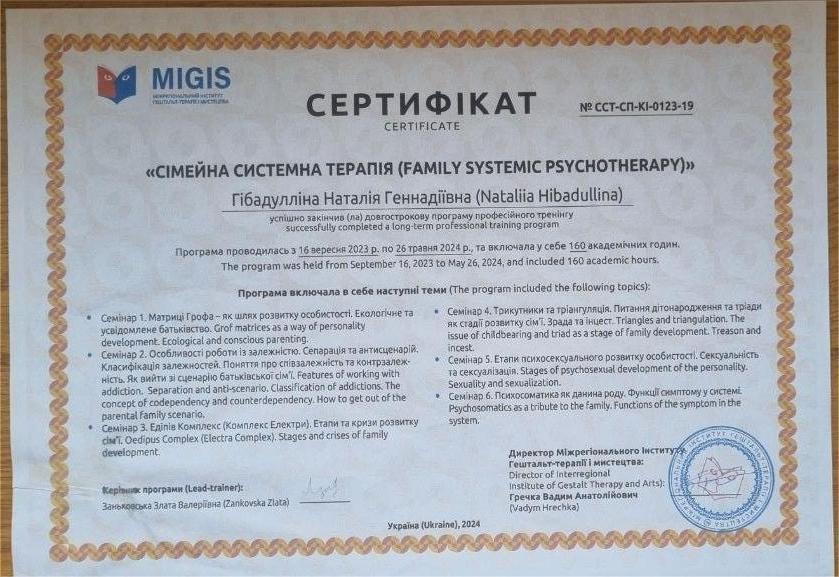 MIGIS
МІЖРЕГІОНАЛЬНИЙ ІНСТИТУТ
ГЕШТАЛЬТ-ТЕРАПІЇ І МИСТЕЦТВА
СЕРТИФІКАТ
CERTIFICATE
№ ССТ-СП-КІ-0123-19
«СІМЕЙНА СИСТЕМНА ТЕРАПІЯ (FAMILY SYSTEMIC PSYCHOTHERAPY)»
Гібадулліна Наталія Геннадіївна (Nataliia Hibadullina)
успішно закінчив (ла) довгострокову програму професійного тренінгу
successfully completed a long-term professional training program
Програма проводилась з 16 вересня 2023 р. по 26 травня 2024 р., та включала у себе 160 академічних годин.
The program was held from September 16, 2023 to May 26, 2024, and included 160 academic hours.
Програма включала в себе наступні теми (The program included the following topics):
• Семінар 1. Матриці Грофа – як шлях розвитку особистості. Екологічне та
усвідомлене батьківство. Grof matrices as a way of personality
development. Ecological and conscious parenting.
• Семінар 2. Особливості роботи із залежністю. Сепарація та антисценарій.
Класифікація залежностей. Поняття про співзалежність та контрзалеж-
ність. Як вийти зі сценарію батьківської сім'ї. Features of working with
addiction. Separation and anti-scenario. Classification of addictions. The
concept of codependency and counterdependency. How to get out of the
parental family scenario.
• Семінар 3. Едипів Комплекс (Комплекс Електри). Етапи та кризи розвитку
сім'ї. Oedipus Complex (Electra Complex). Stages and crises of family
development.
• Семінар 4. Трикутники та тріангуляція. Питання дітонародження та тріади
як стадії розвитку сім'ї. Зрада та інцест. Triangles and triangulation. The
issue of childbearing and triad as a stage of family development. Treason and
incest.
• Семінар 5. Етапи психосексуального розвитку особистості. Сексуальність
та сексуалізація. Stages of psychosexual development of the personality.
Sexuality and sexualization.
• Семінар 6. Психосоматика як данина роду. Функції симптому у системі.
Psychosomatics as a tribute to the family. Functions of the symptom in the
system.
Керівник програми (Lead-trainer):
Заньковська Злата Валеріївна (Zankovska Zlata)
Директор Міжрегіонального Інституту
Гештальт-терапії і мистецтва:
Director of Interregional
Institute of Gestalt Therapy and Arts):
Гречка Вадим Анатолійович
(Vadym Hrechka)
Україна (Ukraine), 2024